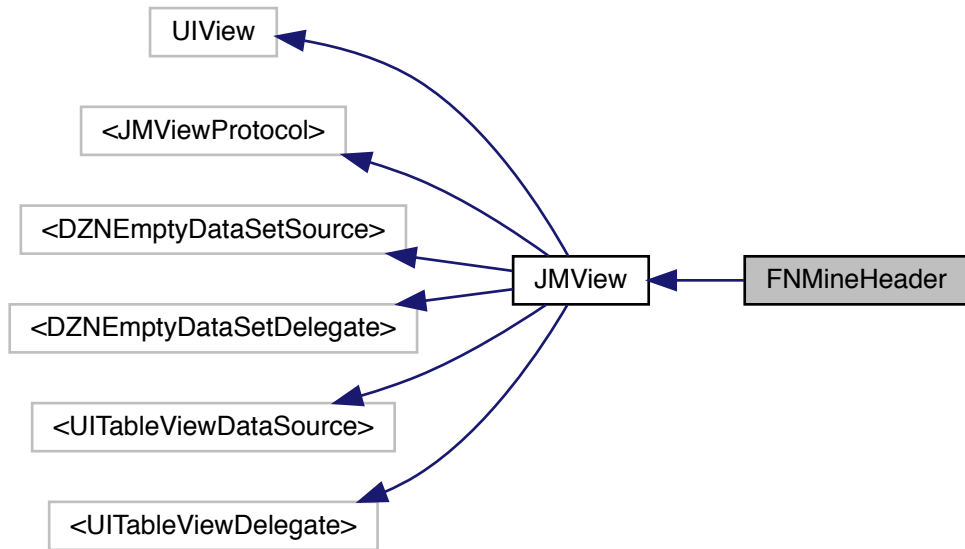 UIView
<JMViewProtocol>
<DZNEmptyDataSetSource>
<DZNEmptyDataSetDelegate>
<UITableViewDataSource>
<UITableViewDelegate>
JMView
FNMineHeader